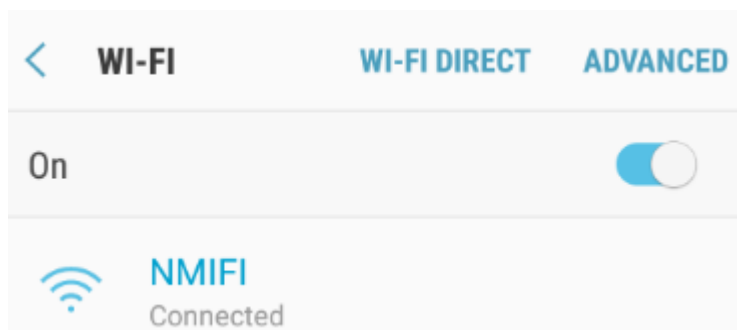 WI-FI WI-FI DIRECT ADVANCED
On
NMIFI
Connected